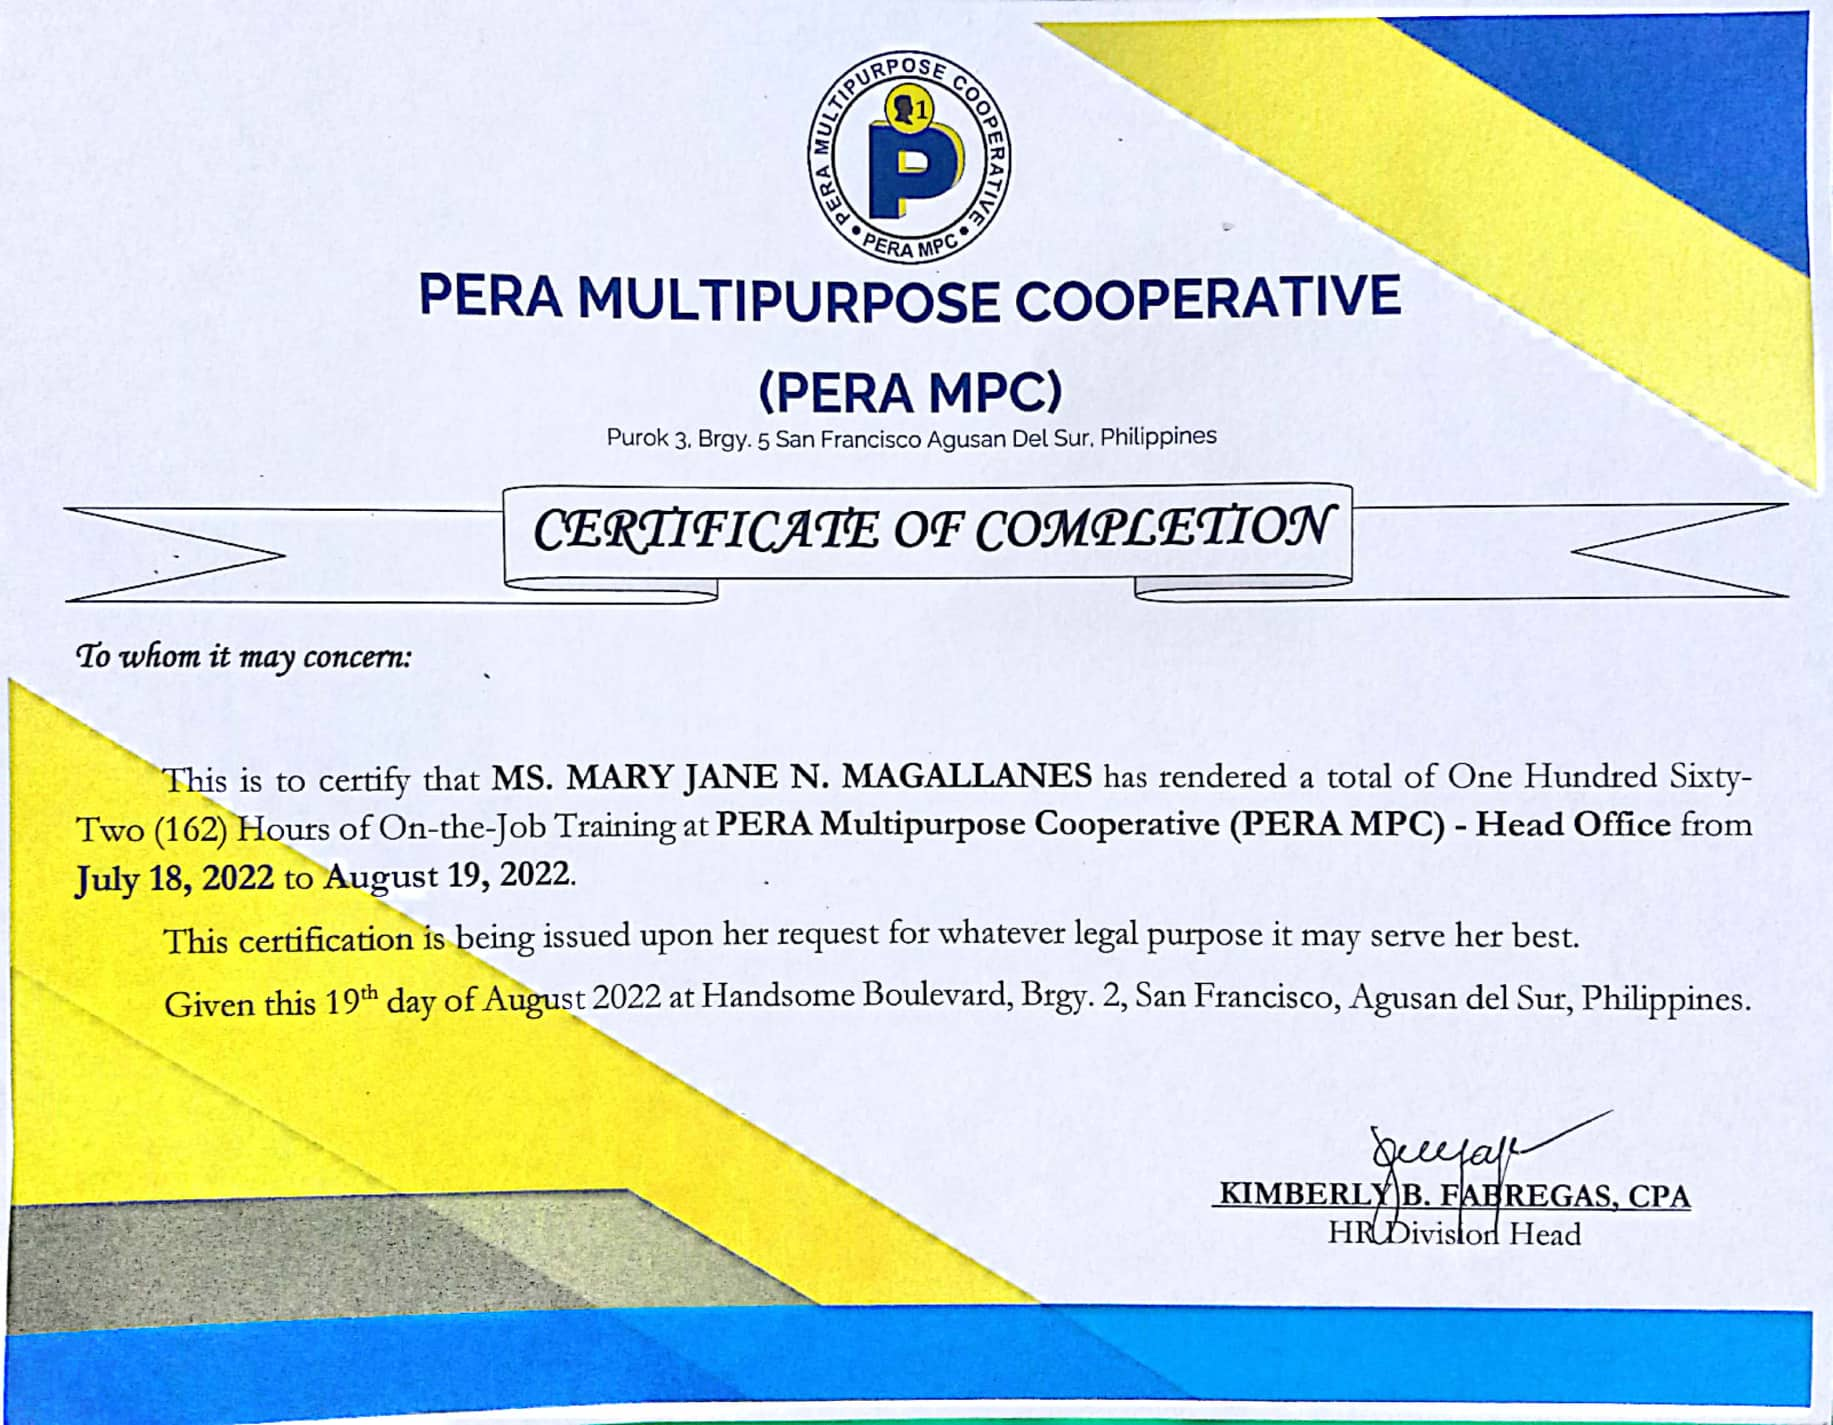 PERA MULTIPURPOSE COOPERATIVE
1
P
• PERA MPC •
PERA MULTIPURPOSE COOPERATIVE
(PERA MPC)
Purok 3, Brgy. 5 San Francisco Agusan Del Sur, Philippines
CERTIFICATE OF COMPLETION
To whom it may concern:
This is to certify that MS. MARY JANE N. MAGALLANES has rendered a total of One Hundred Sixty-
Two (162) Hours of On-the-Job Training at PERA Multipurpose Cooperative (PERA MPC) - Head Office from
July 18, 2022 to August 19, 2022.
This certification is being issued upon her request for whatever legal purpose it may serve her best.
Given this 19th day of August 2022 at Handsome Boulevard, Brgy. 2, San Francisco, Agusan del Sur, Philippines.
KIMBERLY B. FABREGAS, CPA
HR Division Head